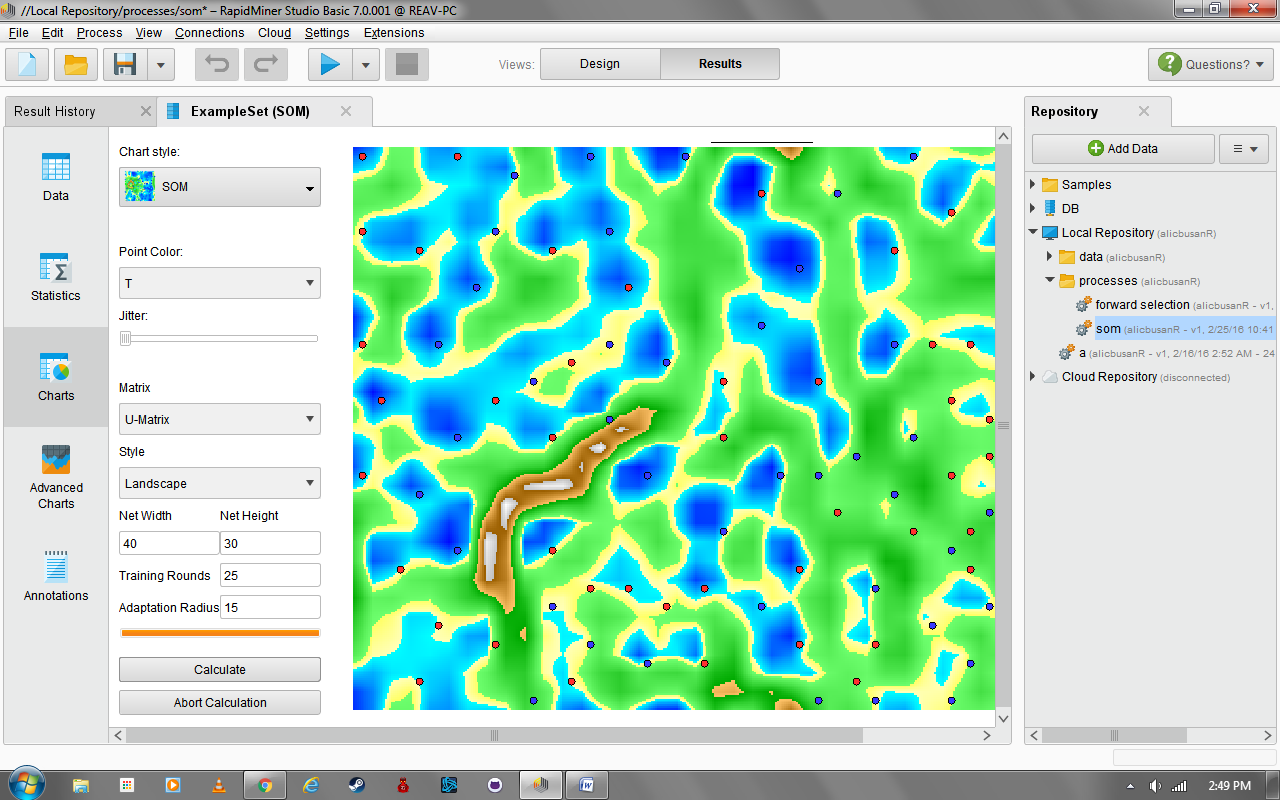 //Local Repository/processes/som* – RapidMiner Studio Basic 7.0.001 @ REAV-PC
File Edit Process View Connections Cloud Settings Extensions
Views:
Design
Results
Questions?
Result History
ExampleSet (SOM)
Data
Statistics
Charts
Advanced
Charts
Annotations
Chart style:
SOM
Point Color:
T
Jitter:
Matrix
U-Matrix
Style
Landscape
Net Width Net Height
40 30
Training Rounds 25
Adaptation Radius 15
Calculate
Abort Calculation
Repository
Add Data
Samples
DB
Local Repository (alicbusanR)
data (alicbusanR)
processes (alicbusanR)
forward selection (alicbusanR - v1,
som (alicbusanR - v1, 2/25/16 10:41
a (alicbusanR - v1, 2/16/16 2:52 AM - 24
Cloud Repository (disconnected)
2:49 PM